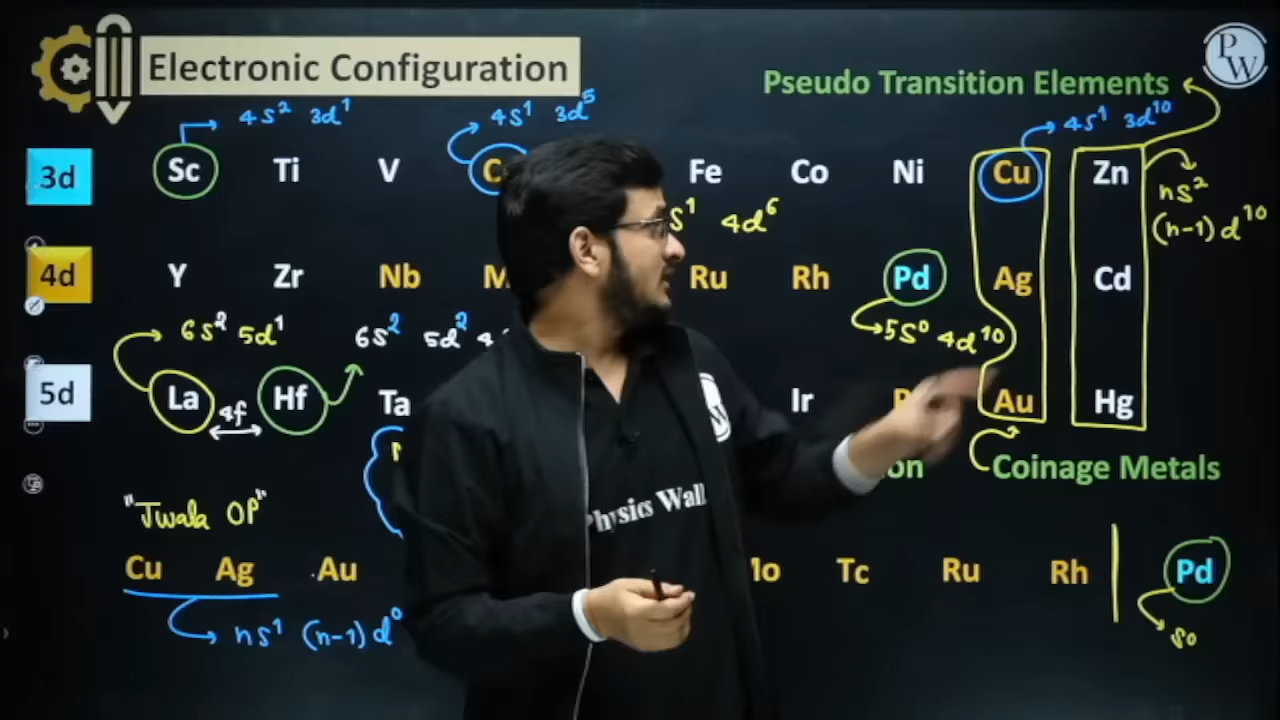 Electronic Configuration
Pseudo Transition Elements
PW
4s² 3d¹
4s¹ 3d⁵
4s¹ 3d¹⁰
3d Sc Ti V Fe Co Ni Cu Zn
ns²
(n-1)d¹⁰
s¹ 4d⁶
4d Y Zr Nb Ru Rh Pd Ag Cd
6s² 5d¹
6s² 5d²
5s⁰ 4d¹⁰
5d La 4f Hf Ta Ir Au Hg
Coinage Metals
"Jwala OP"
Physics Wall
Cu Ag Au Tc Ru Rh Pd
ns¹ (n-1)d
s⁰